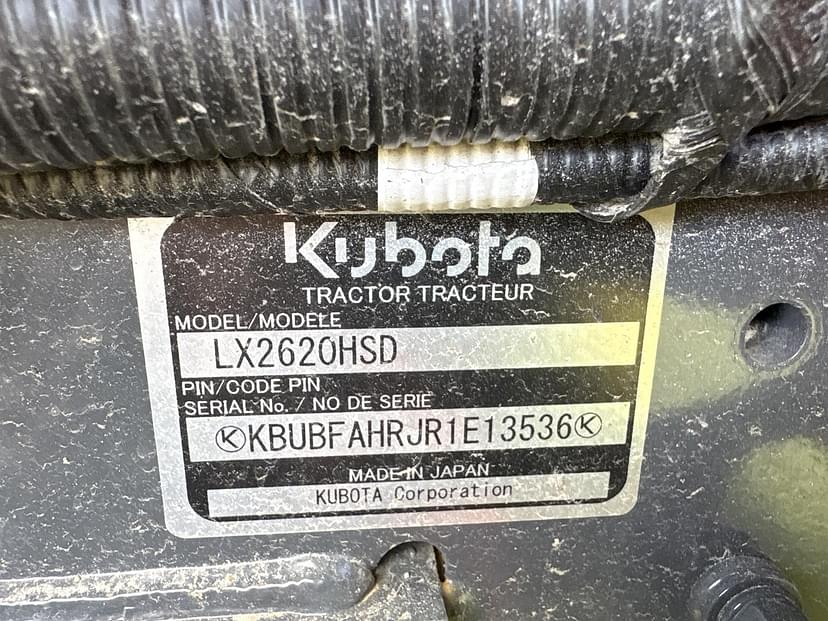 Kubota
TRACTOR TRACTEUR
MODEL/MODELE
LX2620HSD
PIN/CODE PIN
SERIAL No. / NO DE SERIE
KBUBFAHRJR1E13536
MADE IN JAPAN
KUBOTA Corporation